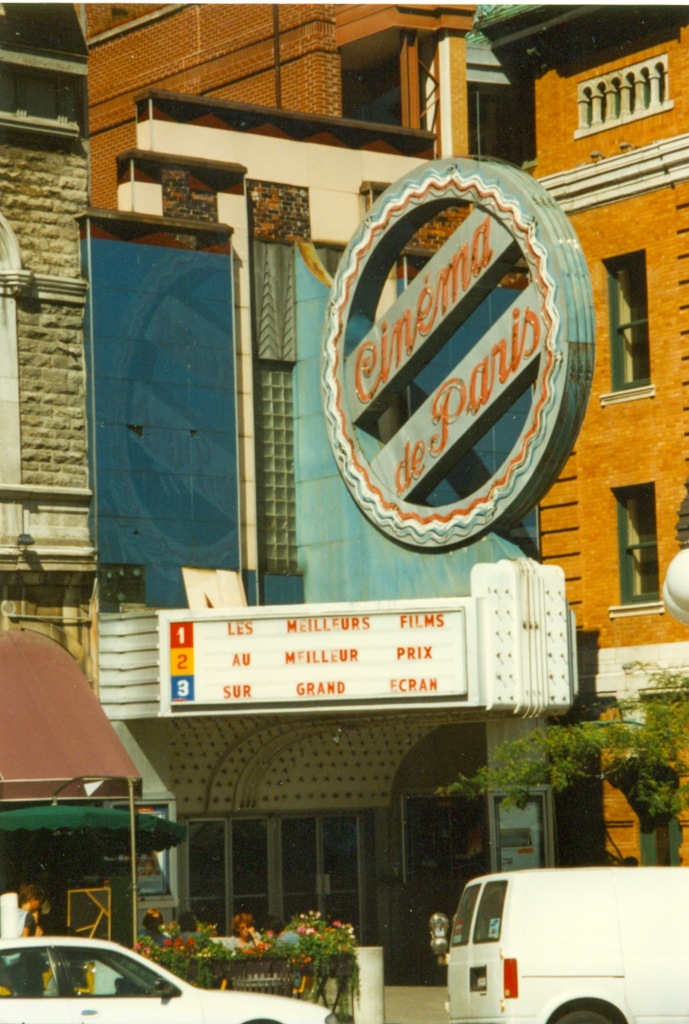 Cinéma
de Paris
1 LES MEILLEURS FILMS
2 AU MEILLEUR PRIX
3 SUR GRAND ECRAN